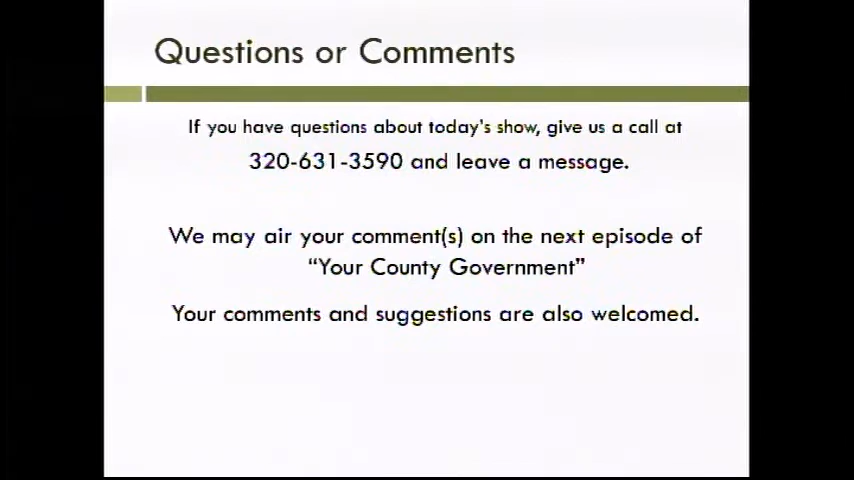 Questions or Comments
If you have questions about today's show, give us a call at
320-631-3590 and leave a message.
We may air your comment(s) on the next episode of
“Your County Government”
Your comments and suggestions are also welcomed.